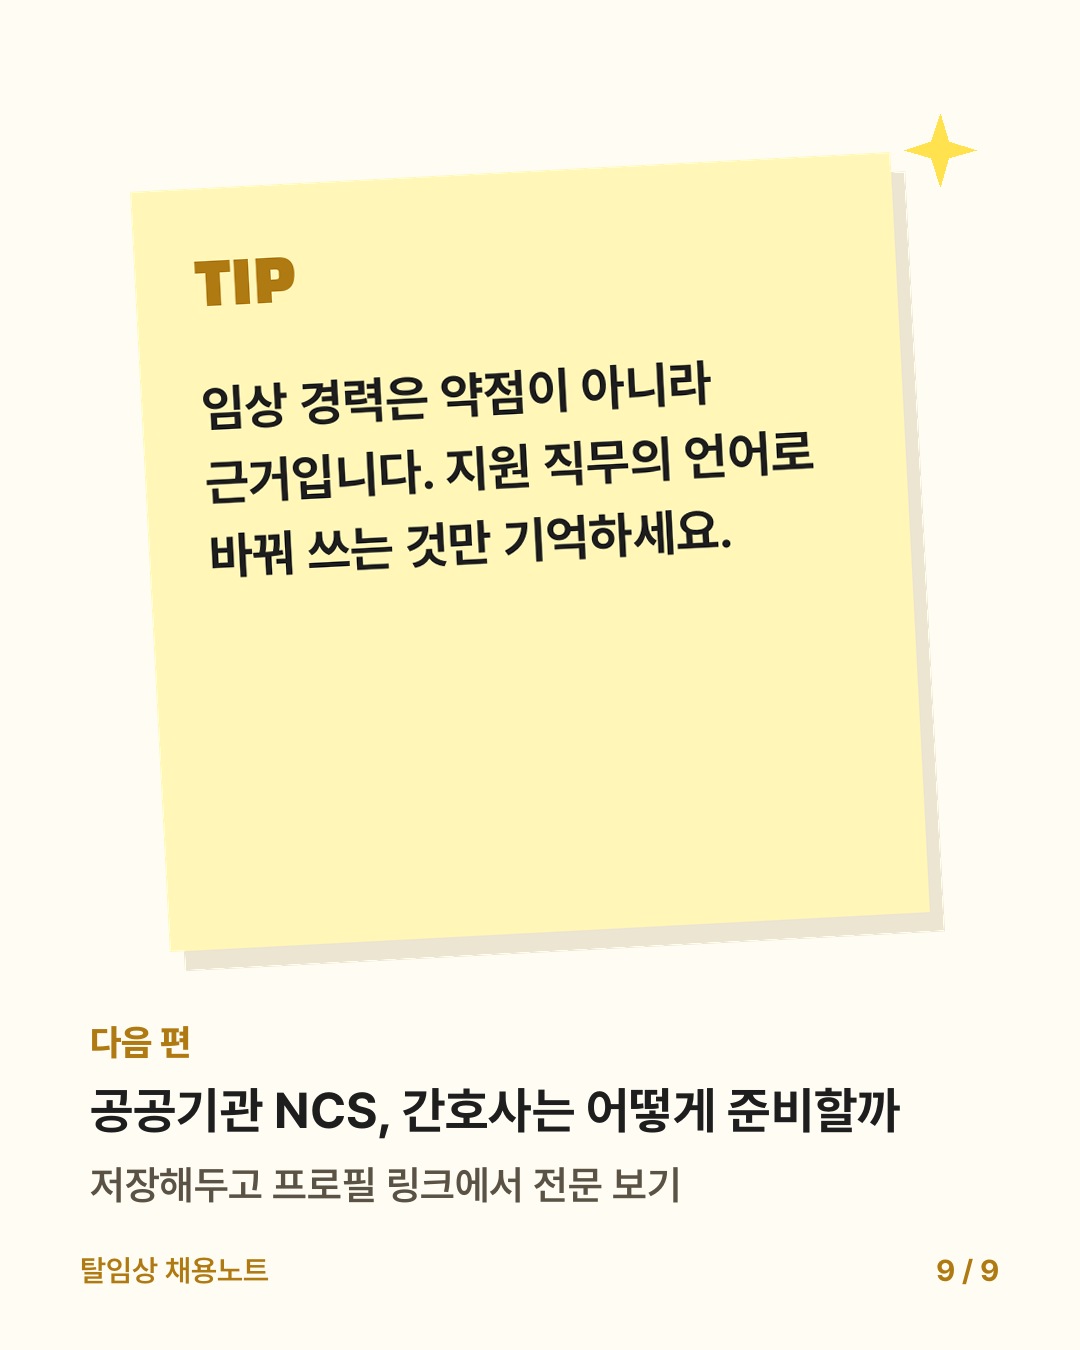 TIP
임상 경력은 약점이 아니라
근거입니다. 지원 직무의 언어로
바꿔 쓰는 것만 기억하세요.
다음 편
공공기관 NCS, 간호사는 어떻게 준비할까
저장해두고 프로필 링크에서 전문 보기
탈임상 채용노트
9 / 9